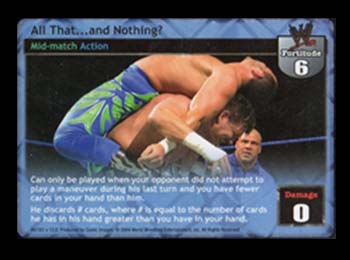 All That...and Nothing?
Mid-match Action
Fortitude
6
Can only be played when your opponent did not attempt to
play a maneuver during his last turn and you have fewer
cards in your hand than him.
He discards # cards, where # is equal to the number of cards
he has in his hand greater than you have in your hand.
Damage
0